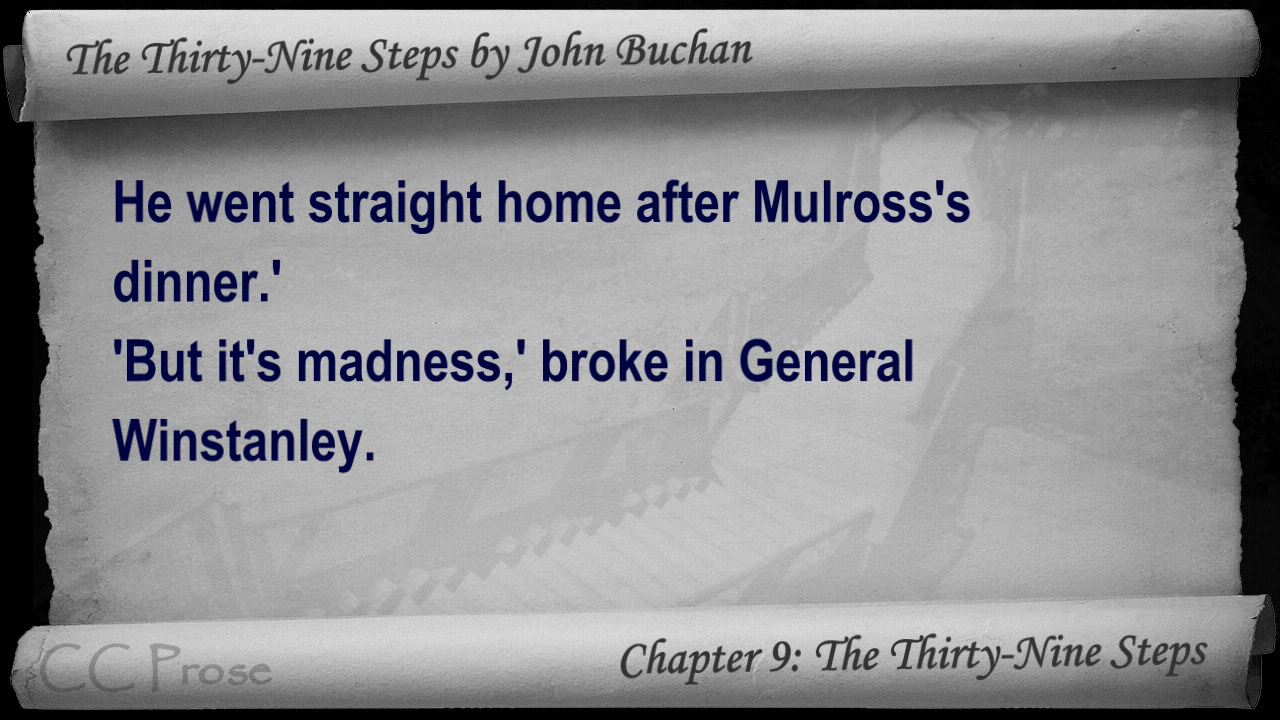 The Thirty-Nine Steps by John Buchan
He went straight home after Mulross's
dinner.'
'But it's madness,' broke in General
Winstanley.
CC Prose
Chapter 9: The Thirty-Nine Steps